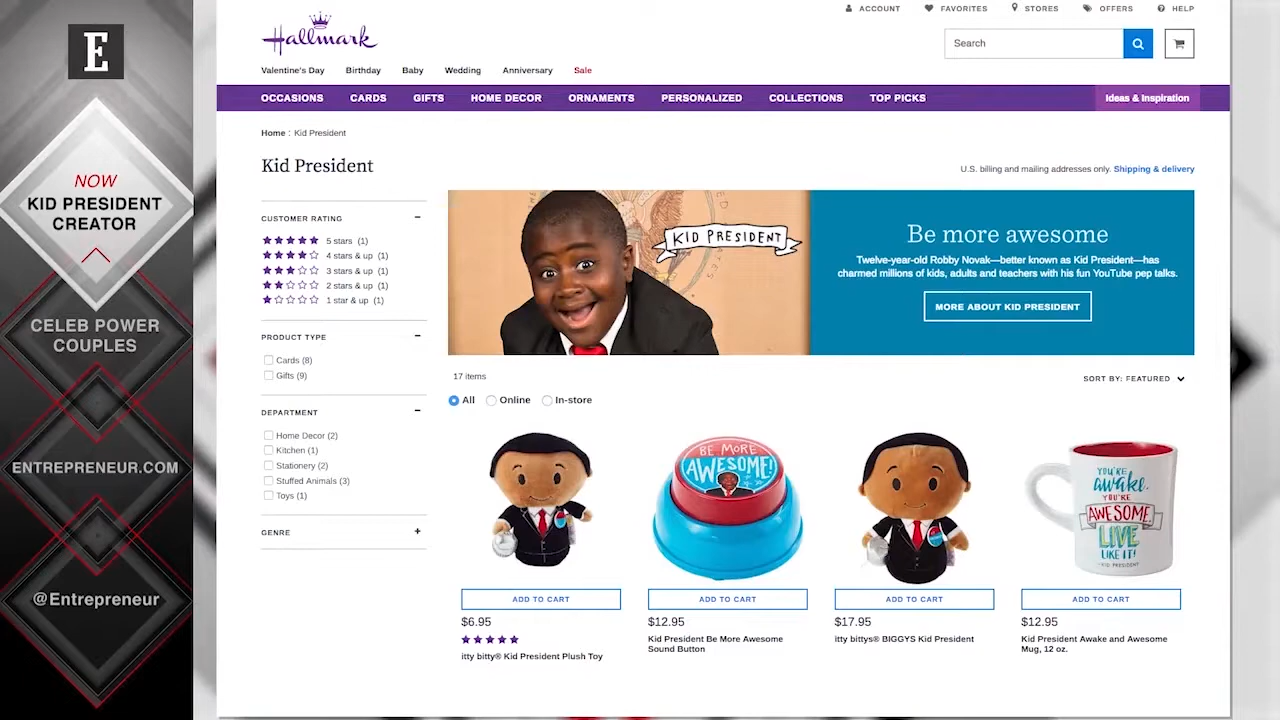 E
NOW
KID PRESIDENT
CREATOR
CELEB POWER
COUPLES
ENTREPRENEUR.COM
@Entrepreneur
ACCOUNT
FAVORITES
STORES
OFFERS
HELP
Hallmark
Search
Valentine's Day
Birthday
Baby
Wedding
Anniversary
Sale
OCCASIONS
CARDS
GIFTS
HOME DECOR
ORNAMENTS
PERSONALIZED
COLLECTIONS
TOP PICKS
Ideas & Inspiration
Home : Kid President
Kid President
U.S. billing and mailing addresses only. Shipping & delivery
CUSTOMER RATING
5 stars (1)
4 stars & up (1)
3 stars & up (1)
2 stars & up (1)
1 star & up (1)
PRODUCT TYPE
Cards (8)
Gifts (9)
DEPARTMENT
Home Decor (2)
Kitchen (1)
Stationery (2)
Stuffed Animals (3)
Toys (1)
GENRE
KID PRESIDENT
Be more awesome
Twelve-year-old Robby Novak—better known as Kid President—has
charmed millions of kids, adults and teachers with his fun YouTube pep talks.
MORE ABOUT KID PRESIDENT
17 items
SORT BY: FEATURED
All
Online
In-store
BE MORE
AWESOME!
YOU'RE
awake.
YOU'RE
AWESOME.
LIVE
LIKE IT!
- KID PRESIDENT
ADD TO CART
ADD TO CART
ADD TO CART
ADD TO CART
$6.95
itty bitty® Kid President Plush Toy
$12.95
Kid President Be More Awesome
Sound Button
$17.95
itty bittys® BIGGYS Kid President
$12.95
Kid President Awake and Awesome
Mug, 12 oz.